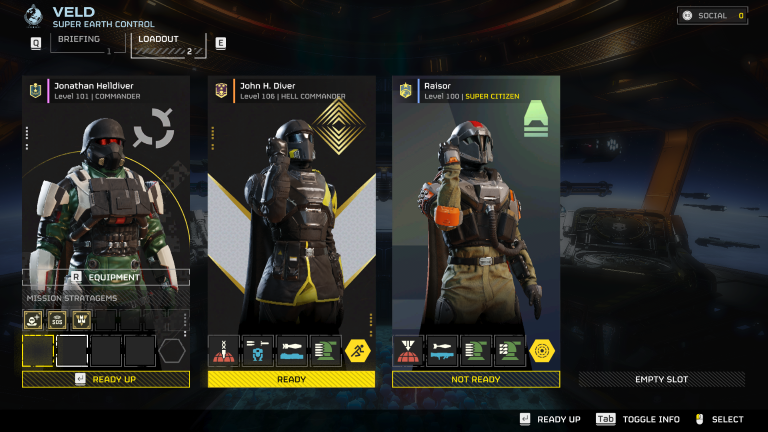 VELD
SUPER EARTH CONTROL
SOCIAL 0
Q
BRIEFING
1
LOADOUT
2
E
Jonathan Helldiver
Level 101 | COMMANDER
John H. Diver
Level 106 | HELL COMMANDER
Raisor
Level 100 | SUPER CITIZEN
R EQUIPMENT
MISSION STRATAGEMS
SOS
READY UP
READY
NOT READY
EMPTY SLOT
READY UP
Tab TOGGLE INFO
SELECT